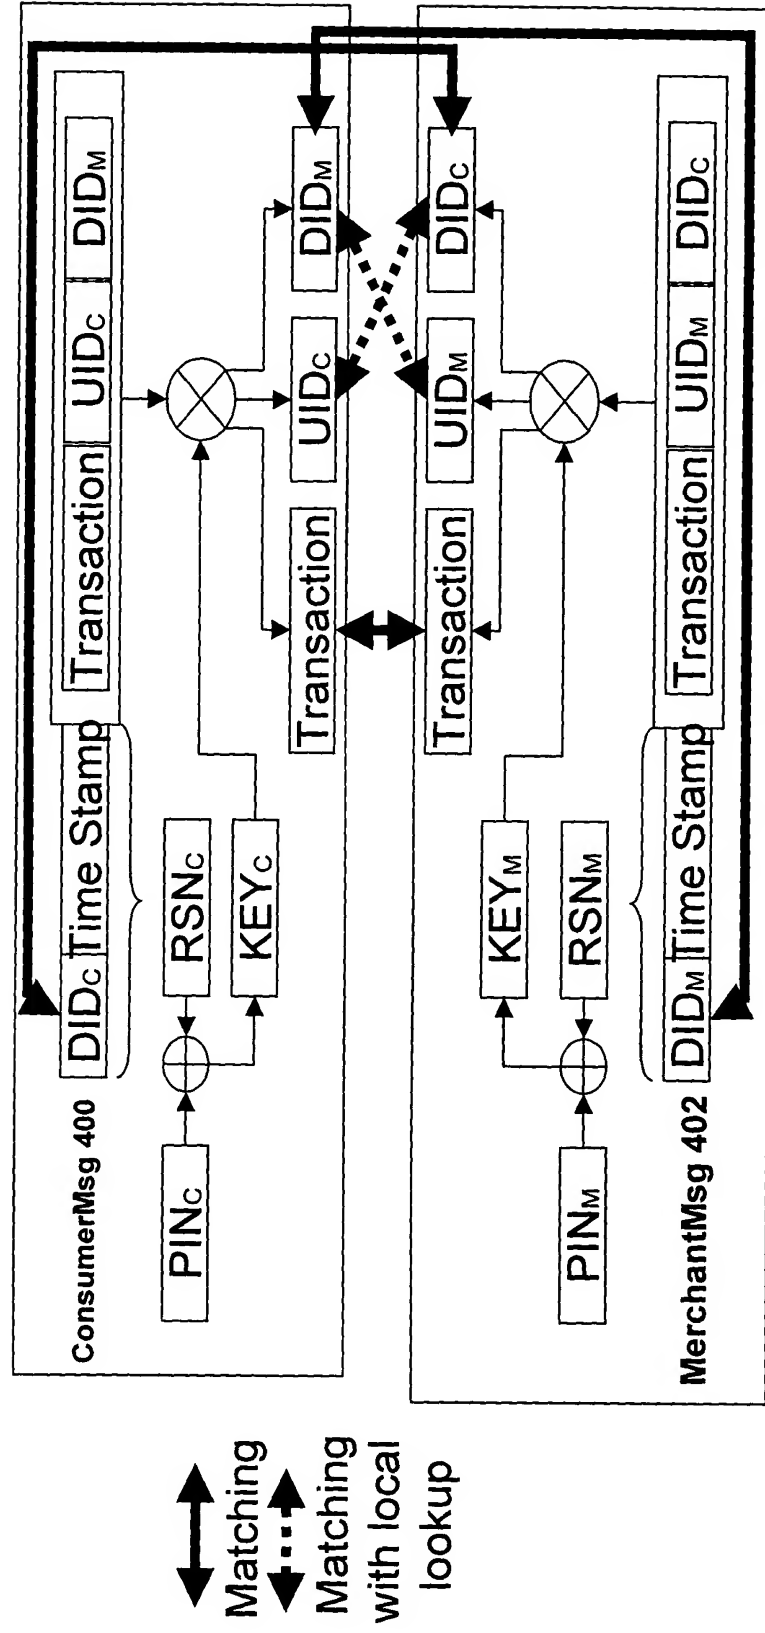 ConsumerMsg 400
DIDC Time Stamp Transaction UIDC DIDM
PINC
RSNC
KEYC
Transaction UIDC DIDM
Transaction UIDM DIDC
KEYM
RSNM
PINM
MerchantMsg 402
DIDM Time Stamp Transaction UIDM DIDC
Matching
Matching
with local
lookup